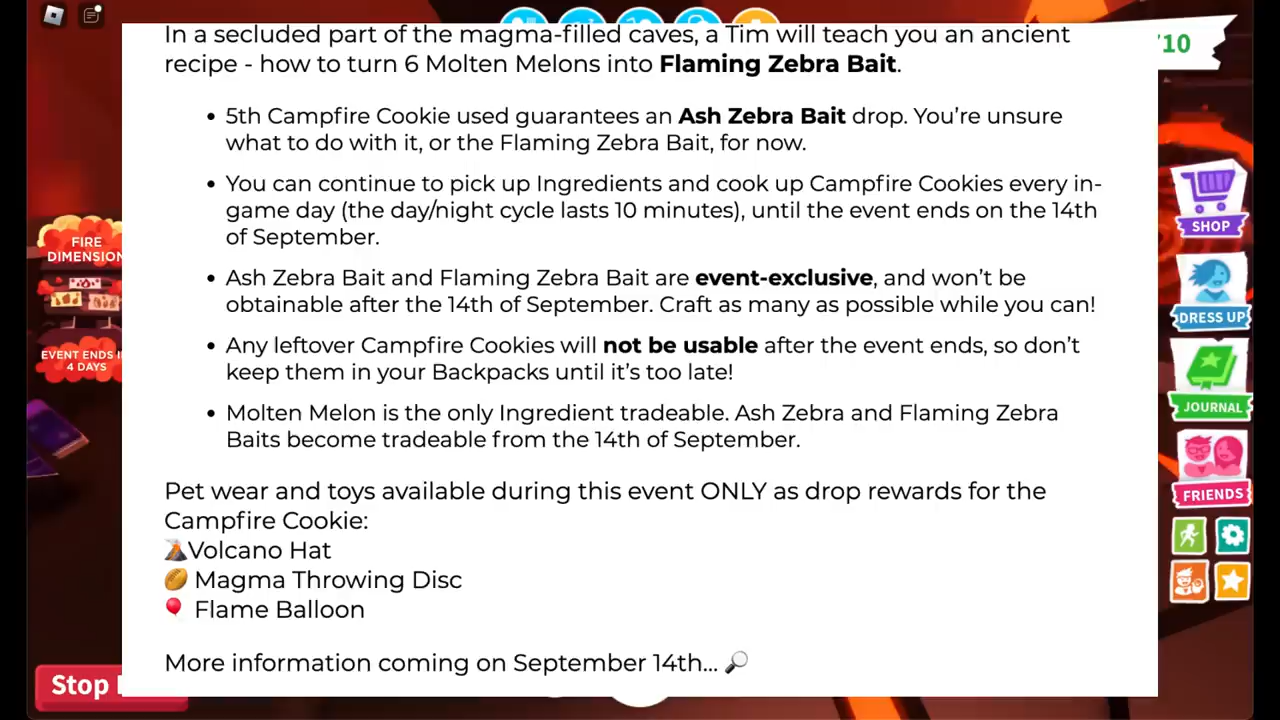 In a secluded part of the magma-filled caves, a Tim will teach you an ancient
recipe - how to turn 6 Molten Melons into Flaming Zebra Bait.
• 5th Campfire Cookie used guarantees an Ash Zebra Bait drop. You’re unsure
what to do with it, or the Flaming Zebra Bait, for now.
• You can continue to pick up Ingredients and cook up Campfire Cookies every in-
game day (the day/night cycle lasts 10 minutes), until the event ends on the 14th
of September.
• Ash Zebra Bait and Flaming Zebra Bait are event-exclusive, and won’t be
obtainable after the 14th of September. Craft as many as possible while you can!
• Any leftover Campfire Cookies will not be usable after the event ends, so don’t
keep them in your Backpacks until it’s too late!
• Molten Melon is the only Ingredient tradeable. Ash Zebra and Flaming Zebra
Baits become tradeable from the 14th of September.
Pet wear and toys available during this event ONLY as drop rewards for the
Campfire Cookie:
Volcano Hat
Magma Throwing Disc
Flame Balloon
More information coming on September 14th...
/10
FIRE
DIMENSION
EVENT ENDS I
4 DAYS
Stop
SHOP
DRESS UP
JOURNAL
FRIENDS